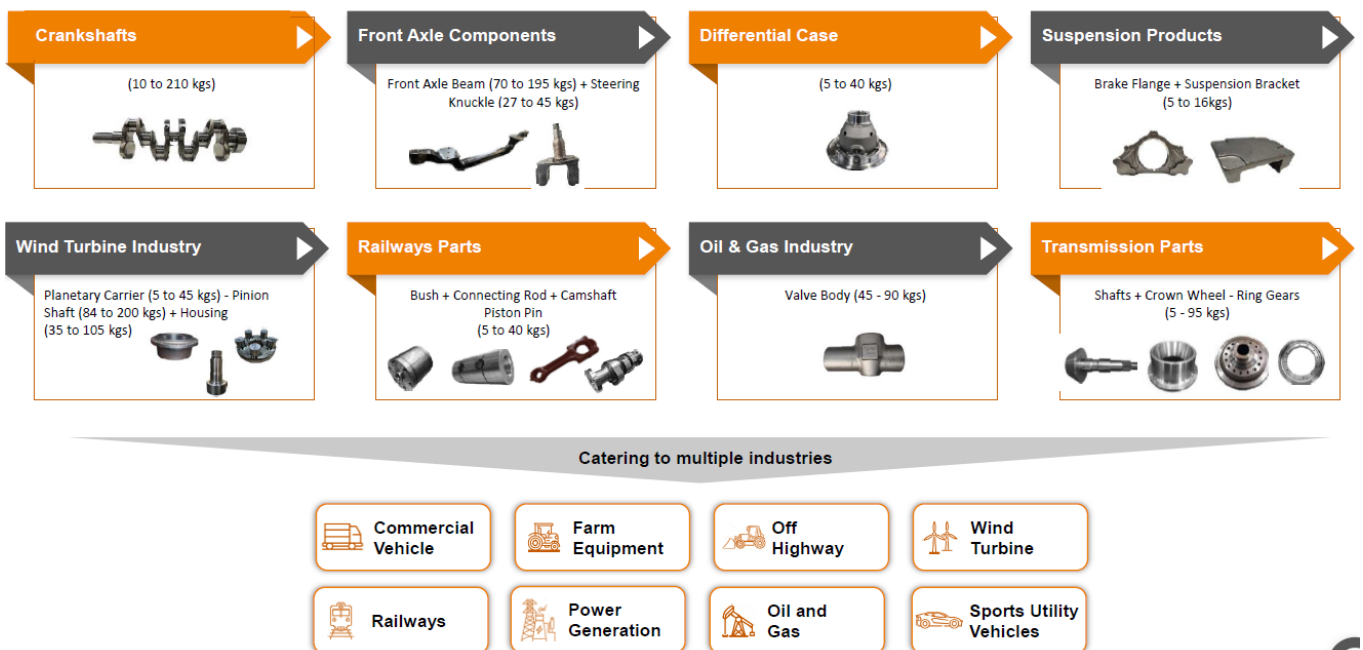 Crankshafts
(10 to 210 kgs)
Front Axle Components
Front Axle Beam (70 to 195 kgs) + Steering
Knuckle (27 to 45 kgs)
Differential Case
(5 to 40 kgs)
Suspension Products
Brake Flange + Suspension Bracket
(5 to 16kgs)
Wind Turbine Industry
Planetary Carrier (5 to 45 kgs) - Pinion
Shaft (84 to 200 kgs) + Housing
(35 to 105 kgs)
Railways Parts
Bush + Connecting Rod + Camshaft
Piston Pin
(5 to 40 kgs)
Oil & Gas Industry
Valve Body (45 - 90 kgs)
Transmission Parts
Shafts + Crown Wheel - Ring Gears
(5 - 95 kgs)
Catering to multiple industries
Commercial
Vehicle
Farm
Equipment
Off
Highway
Wind
Turbine
Railways
Power
Generation
Oil and
Gas
Sports Utility
Vehicles